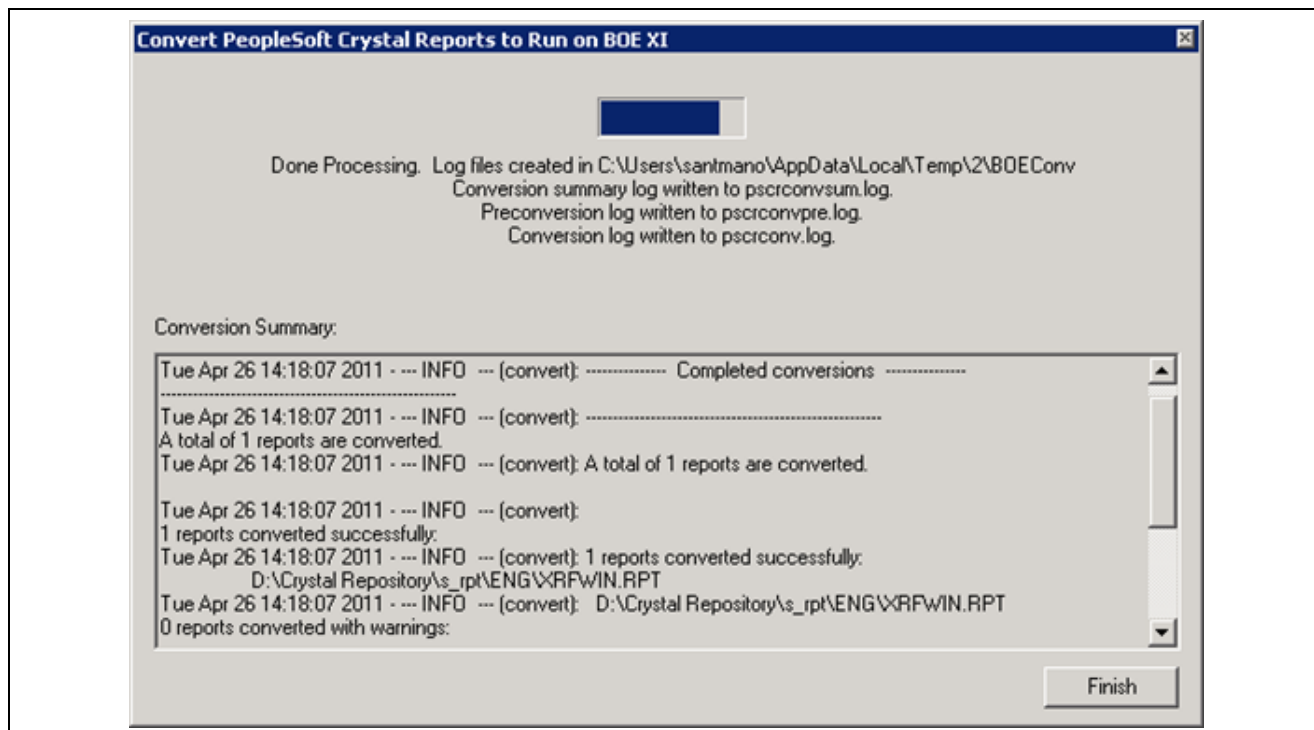 Convert PeopleSoft Crystal Reports to Run on BOE XI
Done Processing. Log files created in C:\Users\santmano\AppData\Local\Temp\2\BOEConv
Conversion summary log written to pscrconvsum.log.
Preconversion log written to pscrconvpre.log.
Conversion log written to pscrconv.log.
Conversion Summary:
Tue Apr 26 14:18:07 2011 - --- INFO --- (convert): --------------- Completed conversions ---------------
-------------------------------------------------------
Tue Apr 26 14:18:07 2011 - --- INFO --- (convert): -------------------------------------------------------
A total of 1 reports are converted.
Tue Apr 26 14:18:07 2011 - --- INFO --- (convert): A total of 1 reports are converted.
Tue Apr 26 14:18:07 2011 - --- INFO --- (convert):
1 reports converted successfully:
Tue Apr 26 14:18:07 2011 - --- INFO --- (convert): 1 reports converted successfully:
D:\Crystal Repository\s_rpt\ENG\XRFWIN.RPT
Tue Apr 26 14:18:07 2011 - --- INFO --- (convert): D:\Crystal Repository\s_rpt\ENG\XRFWIN.RPT
0 reports converted with warnings:
Finish